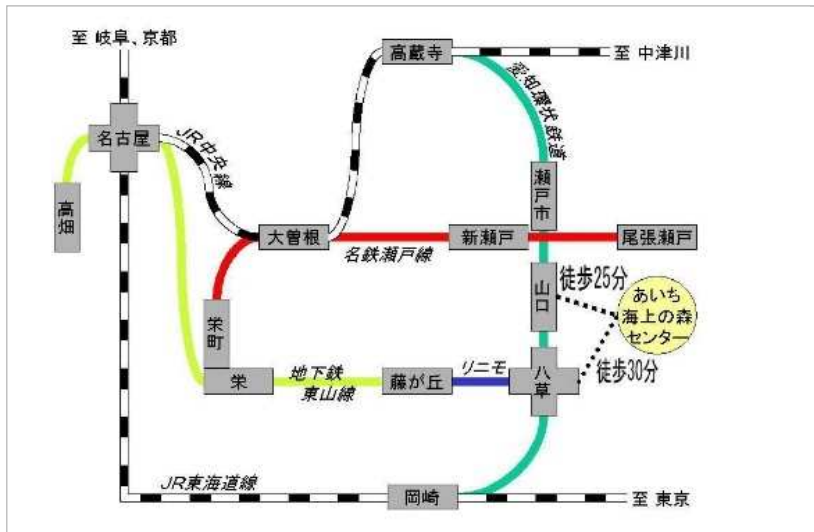 至 岐阜、京都
高蔵寺
至 中津川
愛知環状鉄道
名古屋
JR中央線
高畑
瀬戸市
大曽根
新瀬戸
尾張瀬戸
名鉄瀬戸線
徒歩25分
山口
あいち
海上の森
センター
栄町
栄
地下鉄
東山線
藤が丘
リニモ
八草
徒歩30分
JR東海道線
岡崎
至 東京